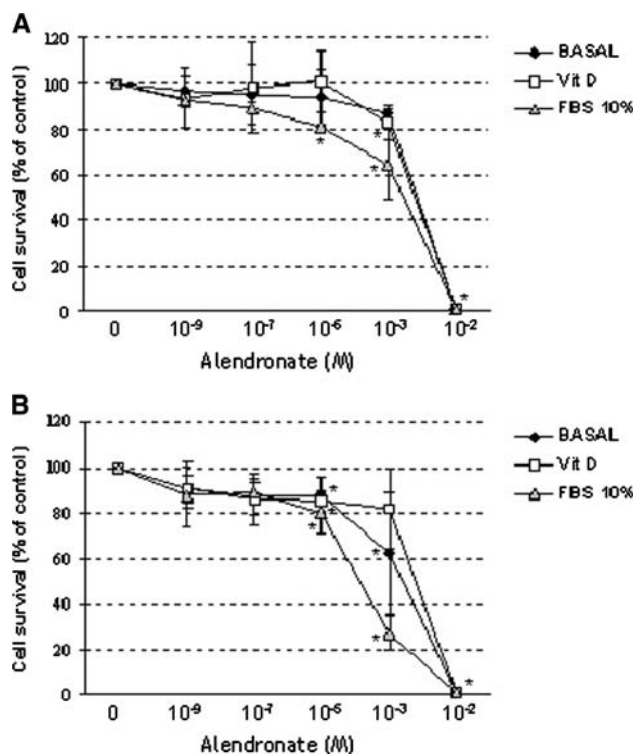 A
120
100
80
60
40
20
0
Cell survival (% of control)
BASAL
Vit D
FBS 10%
*
*
*
*
0 10⁻⁹ 10⁻⁷ 10⁻⁶ 10⁻³ 10⁻²
Alendronate (M)
B
120
100
80
60
40
20
0
Cell survival (% of control)
BASAL
Vit D
FBS 10%
*
*
*
*
*
*
0 10⁻⁹ 10⁻⁷ 10⁻⁶ 10⁻³ 10⁻²
Alendronate (M)